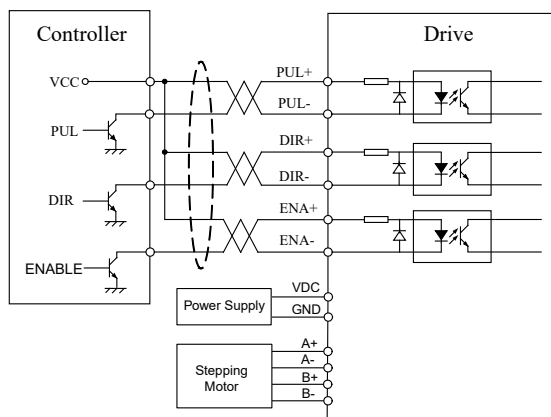 Controller
Drive
VCC
PUL
DIR
ENABLE
PUL+
PUL-
DIR+
DIR-
ENA+
ENA-
Power Supply
VDC
GND
Stepping
Motor
A+
A-
B+
B-